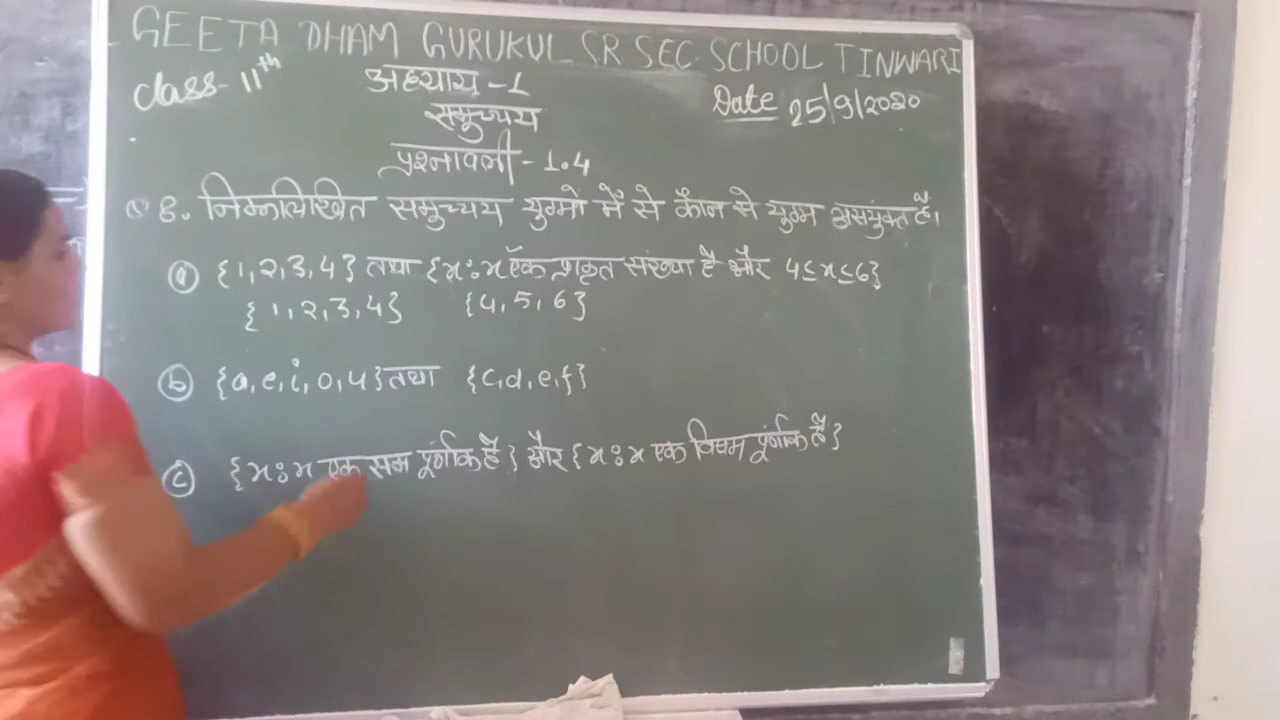 GEETA DHAM GURUKUL SR SEC. SCHOOL TINWARI
Class- 11th
अध्याय -1
Date 25/9/2020
समुच्चय
प्रश्नावली - 1.4
8. निम्नलिखित समुच्चय युग्मों में से कौन से युग्म असंयुक्त है।
(a) {1,2,3,4} तथा {x:x एक प्राकृत संख्या है और 4≤x≤6}
{1,2,3,4} {4,5,6}
(b) {a,e,i,o,u} तथा {c,d,e,f}
(c) {x:x एक सम पूर्णांक है} और {x:x एक विषम पूर्णांक है}